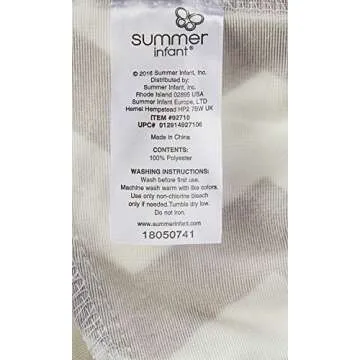 summer
infant®
© 2016 Summer Infant, Inc.
Distributed by:
Summer Infant, Inc.
Rhode Island 02895 USA
Summer Infant Europe, LTD
Hemel Hempstead HP2 7BW UK
ITEM #92710
UPC# 012914927106
Made in China
CONTENTS:
100% Polyester
WASHING INSTRUCTIONS:
Wash before first use.
Machine wash warm with like colors.
Use only non-chlorine bleach
only if needed. Tumble dry low.
Do not iron.
www.summerinfant.com
18050741